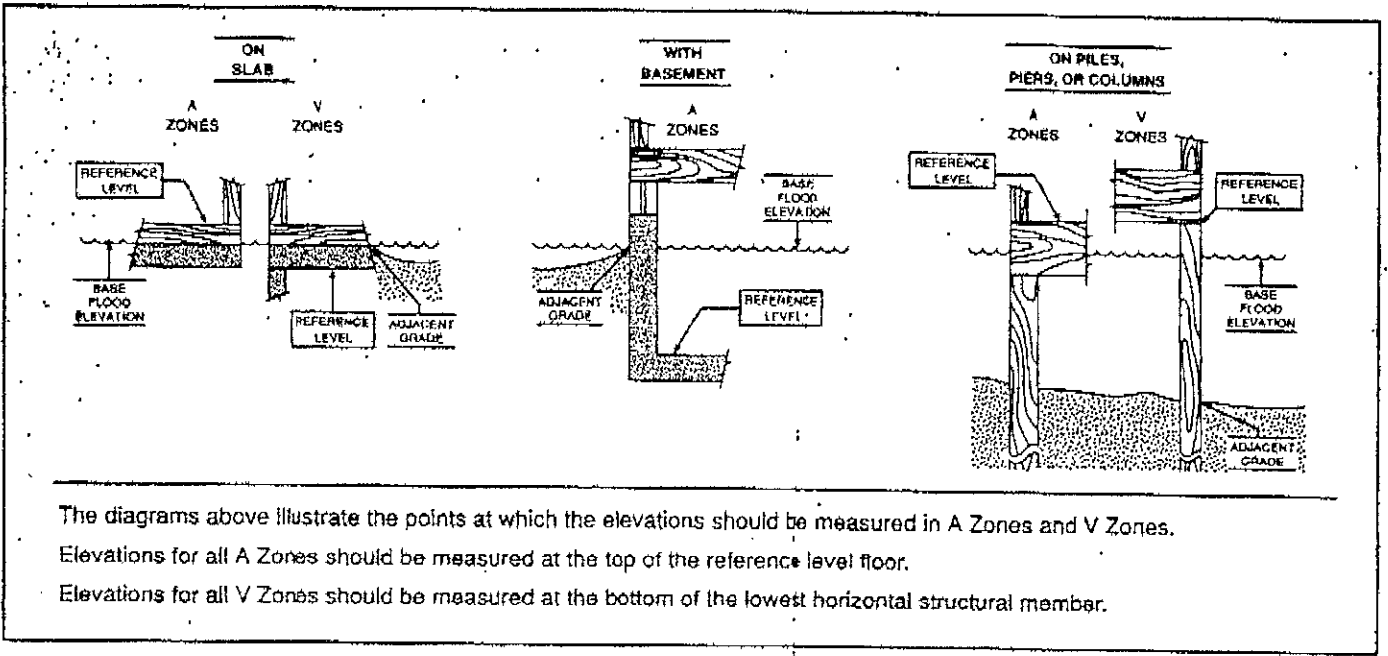 ON
SLAB
A
ZONES
V
ZONES
REFERENCE
LEVEL
BASE
FLOOD
ELEVATION
REFERENCE
LEVEL
ADJACENT
GRADE
WITH
BASEMENT
A
ZONES
BASE
FLOOD
ELEVATION
ADJACENT
GRADE
REFERENCE
LEVEL
ON PILES,
PIERS, OR COLUMNS
A
ZONES
V
ZONES
REFERENCE
LEVEL
REFERENCE
LEVEL
BASE
FLOOD
ELEVATION
ADJACENT
GRADE
The diagrams above illustrate the points at which the elevations should be measured in A Zones and V Zones.
Elevations for all A Zones should be measured at the top of the reference level floor.
Elevations for all V Zones should be measured at the bottom of the lowest horizontal structural member.